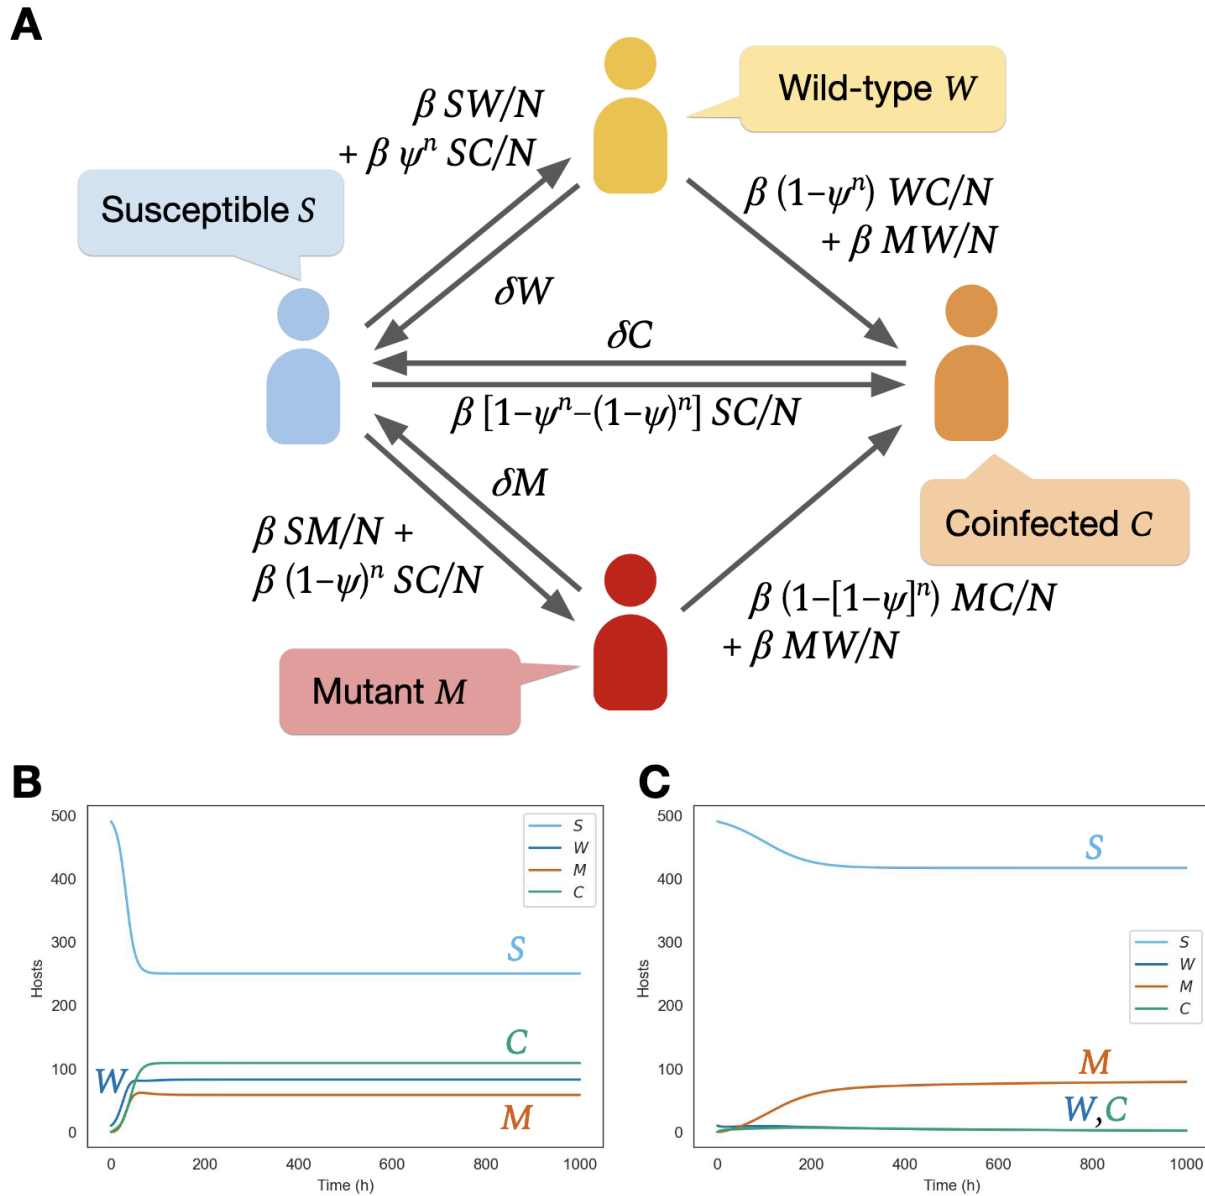 A
Wild-type W
β SW/N
+ β ψⁿ SC/N
Susceptible S
β (1−ψⁿ) WC/N
+ β MW/N
δW
δC
β [1−ψⁿ−(1−ψ)ⁿ] SC/N
δM
Coinfected C
β SM/N +
β (1−ψ)ⁿ SC/N
β (1−[1−ψ]ⁿ) MC/N
+ β MW/N
Mutant M
B
500
400
300
200
100
0
Hosts
0 200 400 600 800 1000
Time (h)
S
W
M
C
S
C
W
M
C
500
400
300
200
100
0
Hosts
0 200 400 600 800 1000
Time (h)
S
S
W
M
C
M
W,C